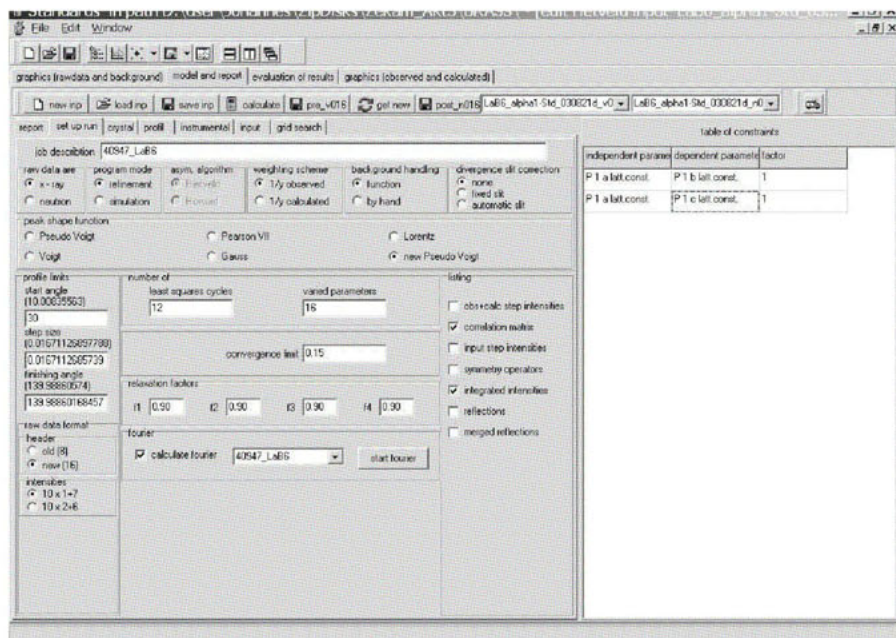 File Edit Window
graphics (rawdata and background) model and report evaluation of results graphics (observed and calculated)
new inp load inp save inp calculate pre_v016 get new post_n016 LaB6_alpha1-Std_030821d_v0 LaB6_alpha1-Std_030821d_n0
report set up run crystal profil instrumental input grid search
table of constraints
job description 40947_LaB6
independent parame dependent paramete factor
P 1 a latt.const. P 1 b latt.const. 1
P 1 a latt.const. P 1 c latt.const. 1
raw data are program mode asym. algorithm weighting scheme background handling divergence slit correction
x-ray refinement Rietveld 1/y observed function none
fixed slit
neutron simulation Howard 1/y calculated by hand automatic slit
peak shape function
Pseudo Voigt Pearson VII Lorentz
Voigt Gauss new Pseudo Voigt
profile limits number of listing
start angle least squares cycles varied parameters
(10.00835563) 12 16 obs+calc step intensities
30
step size correlation matrix
(0.01671126897788) convergence limit 0.15 input step intensities
0.0167112685739
finishing angle symmetry operators
(139.98860574) relaxation factors integrated intensities
139.98860168457 f1 0.90 f2 0.90 f3 0.90 f4 0.90 reflections
raw data format fourier merged reflections
header
old (8) calculate fourier 40947_LaB6 start fourier
new (16)
intensities
10 x 1+7
10 x 2+6